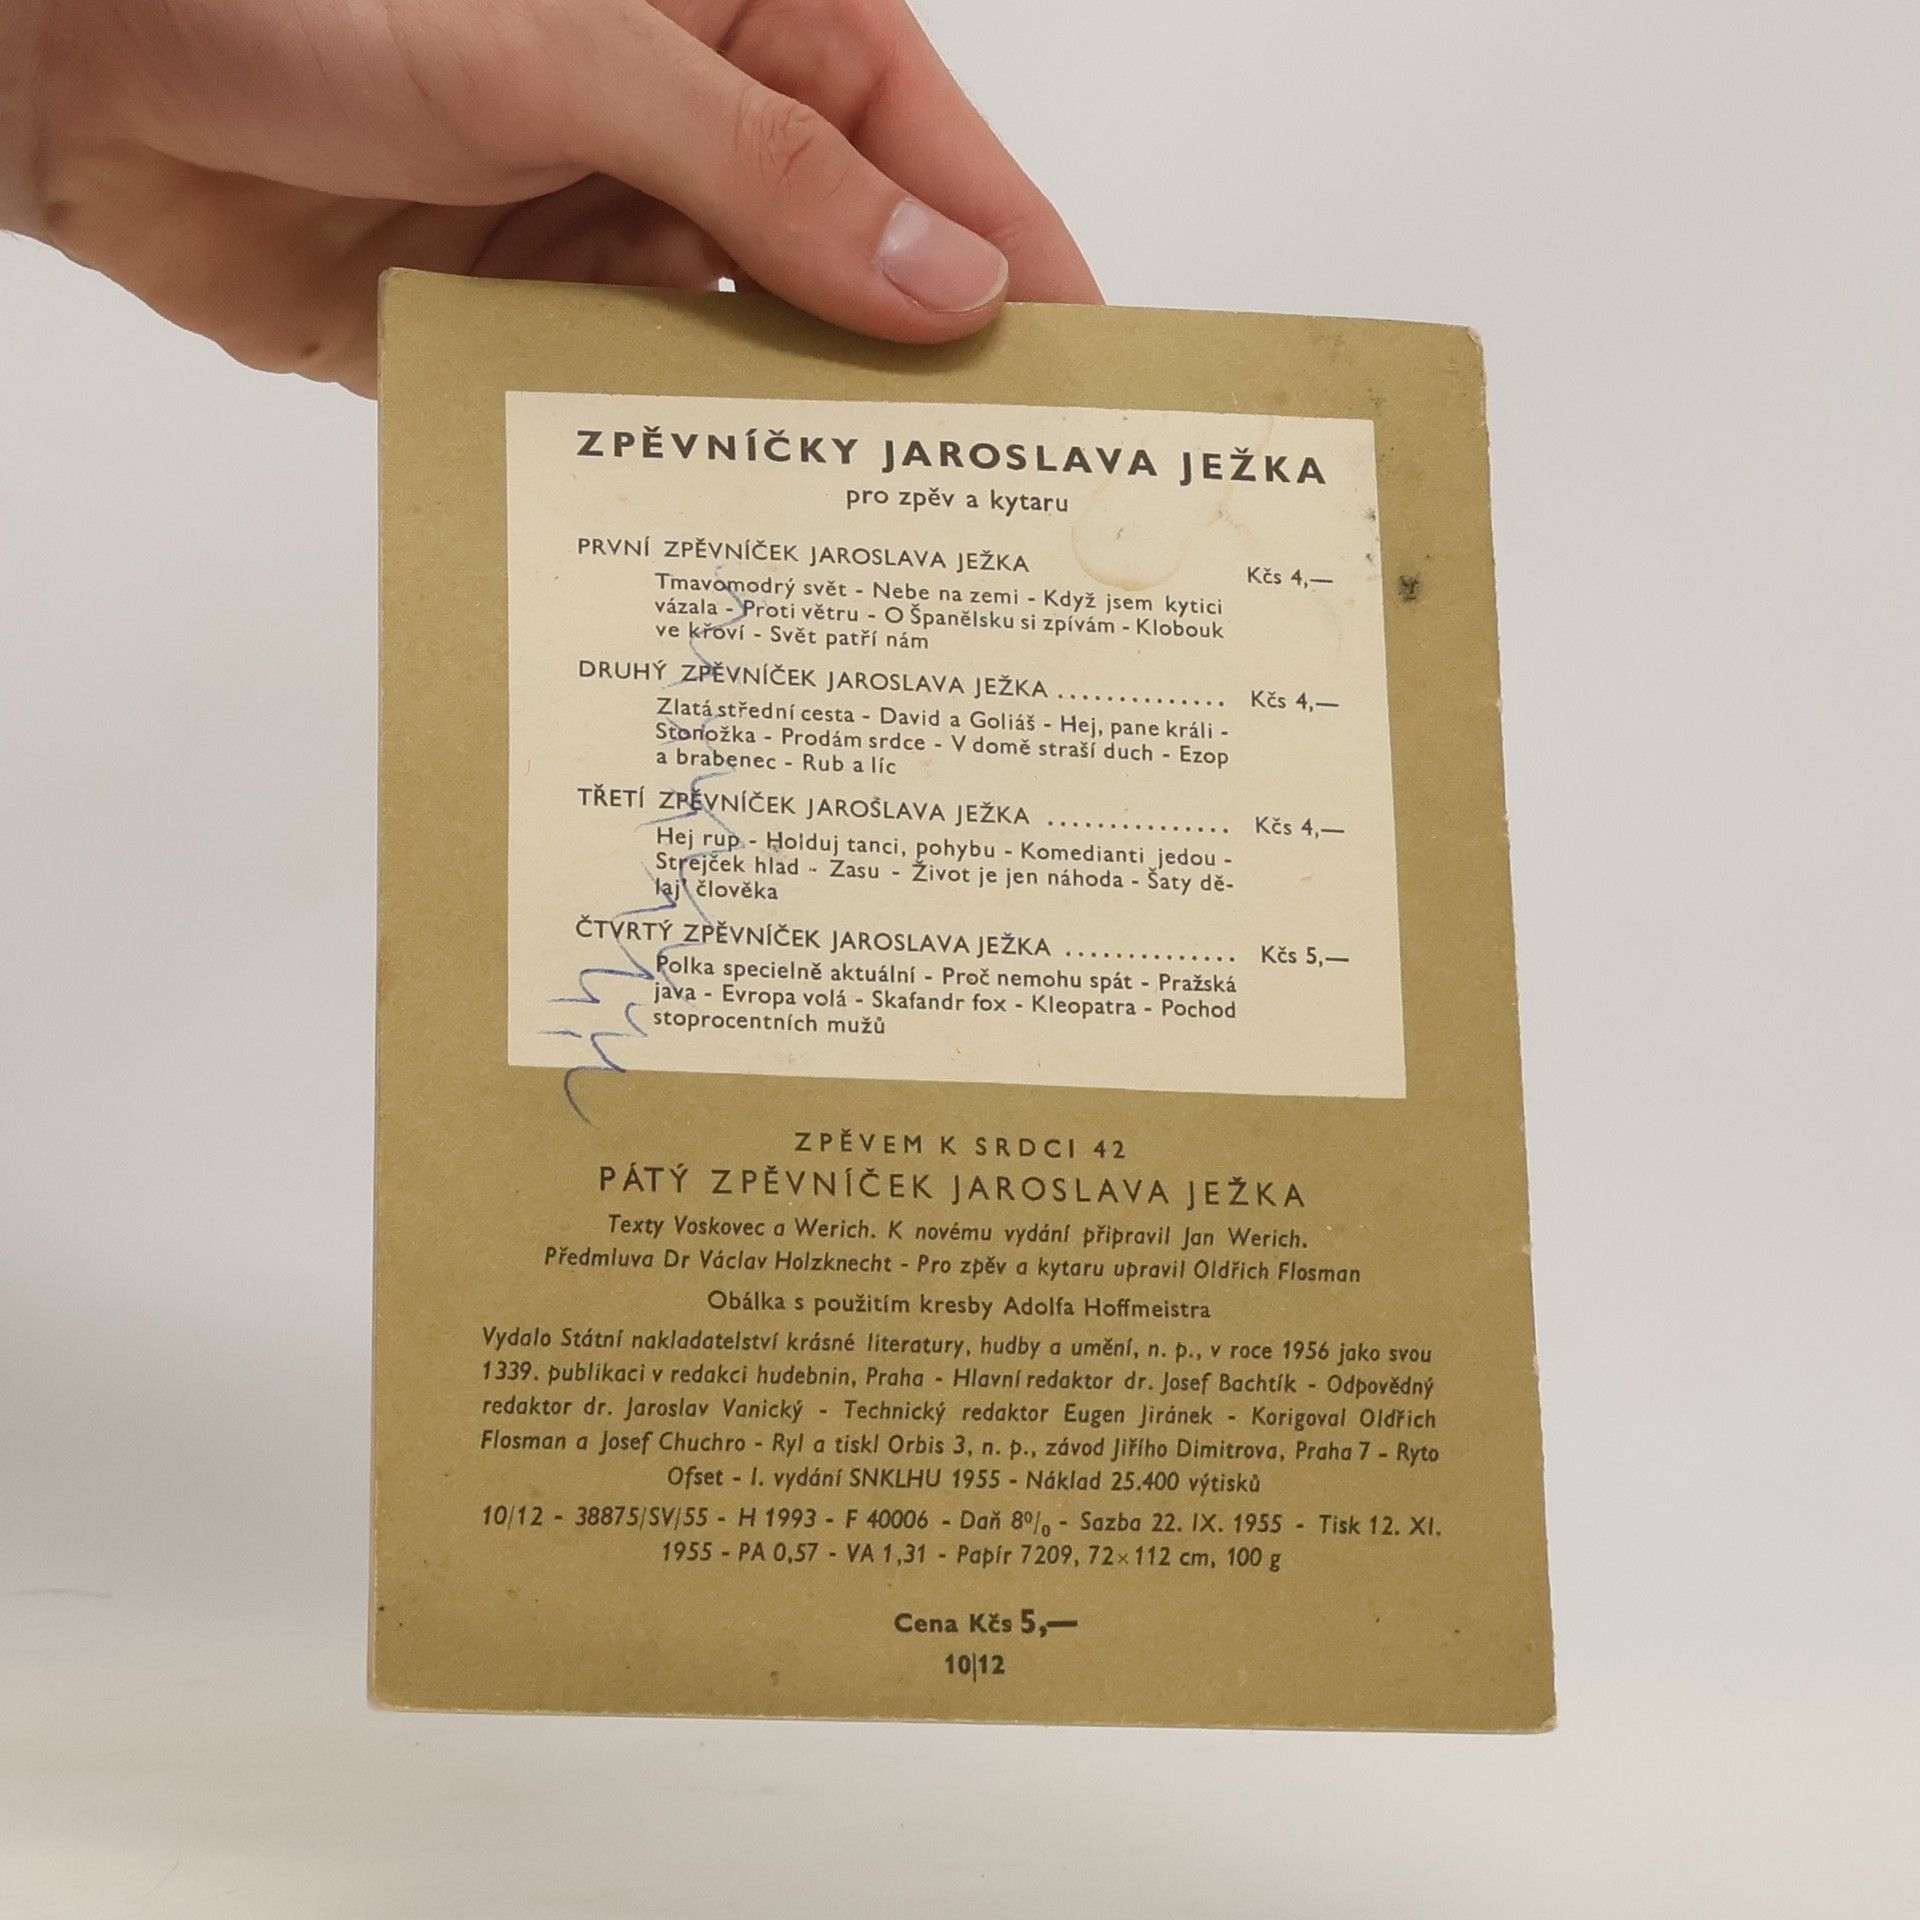 ZPĚVNÍČKY JAROSLAVA JEŽKA
pro zpěv a kytaru
PRVNÍ ZPĚVNÍČEK JAROSLAVA JEŽKA Kčs 4,—
Tmavomodrý svět - Nebe na zemi - Když jsem kytici
vázala - Proti větru - O Španělsku si zpívám - Klobouk
ve křoví - Svět patří nám
DRUHÝ ZPĚVNÍČEK JAROSLAVA JEŽKA .............. Kčs 4,—
Zlatá střední cesta - David a Goliáš - Hej, pane králi -
Stonožka - Prodám srdce - V domě straší duch - Ezop
a brabenec - Rub a líc
TŘETÍ ZPĚVNÍČEK JAROSLAVA JEŽKA ............... Kčs 4,—
Hej rup - Holduj tanci, pohybu - Komedianti jedou -
Strejček hlad - Zasu - Život je jen náhoda - Šaty dě-
laj' člověka
ČTVRTÝ ZPĚVNÍČEK JAROSLAVA JEŽKA .............. Kčs 5,—
Polka specielně aktuální - Proč nemohu spát - Pražská
java - Evropa volá - Skafandr fox - Kleopatra - Pochod
stoprocentních mužů
ZPĚVEM K SRDCI 42
PÁTÝ ZPĚVNÍČEK JAROSLAVA JEŽKA
Texty Voskovec a Werich. K novému vydání připravil Jan Werich.
Předmluva Dr Václav Holzknecht - Pro zpěv a kytaru upravil Oldřich Flosman
Obálka s použitím kresby Adolfa Hoffmeistra
Vydalo Státní nakladatelství krásné literatury, hudby a umění, n. p., v roce 1956 jako svou
1339. publikaci v redakci hudebnin, Praha - Hlavní redaktor dr. Josef Bachtík - Odpovědný
redaktor dr. Jaroslav Vanický - Technický redaktor Eugen Jiránek - Korigoval Oldřich
Flosman a Josef Chuchro - Ryl a tiskl Orbis 3, n. p., závod Jiřího Dimitrova, Praha 7 - Ryto
Ofset - I. vydání SNKLHU 1955 - Náklad 25.400 výtisků
10/12 - 38875/SV/55 - H 1993 - F 40006 - Daň 8% - Sazba 22. IX. 1955 - Tisk 12. XI.
1955 - PA 0,57 - VA 1,31 - Papír 7209, 72×112 cm, 100 g
Cena Kčs 5,—
10|12